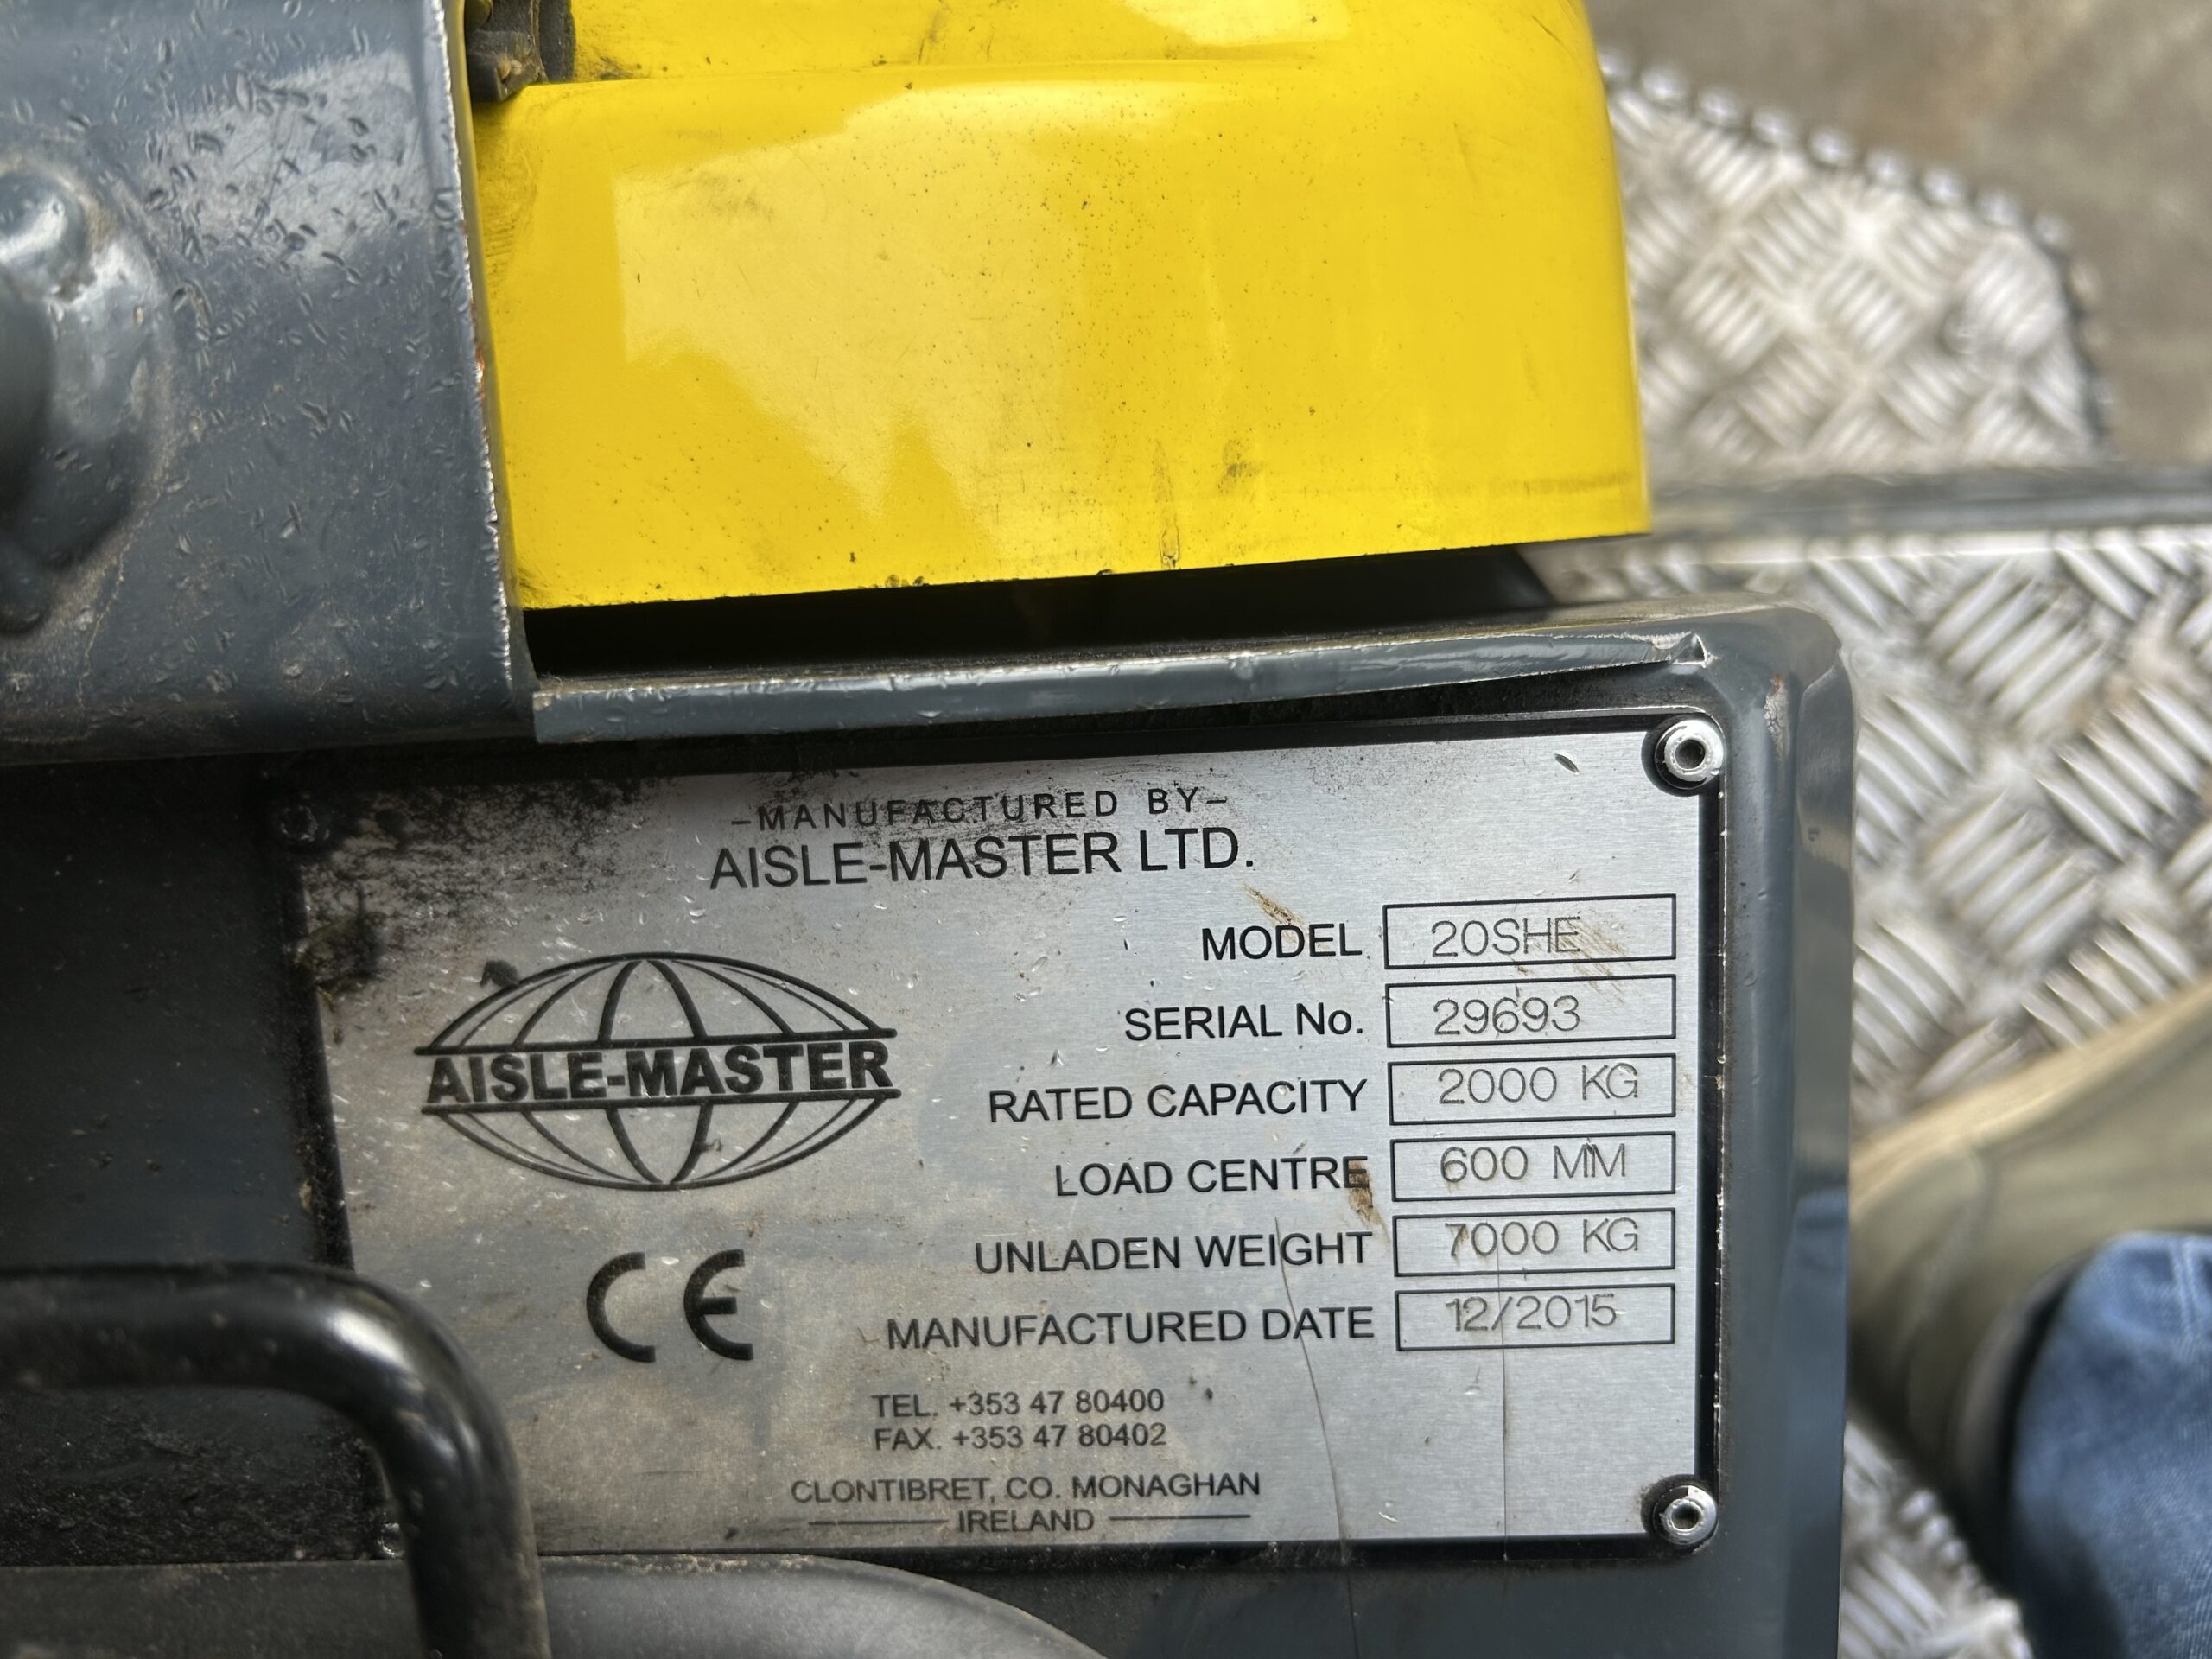 –MANUFACTURED BY–
AISLE-MASTER LTD.
AISLE-MASTER
CE
MODEL 20SHE
SERIAL No. 29693
RATED CAPACITY 2000 KG
LOAD CENTRE 600 MM
UNLADEN WEIGHT 7000 KG
MANUFACTURED DATE 12/2015
TEL. +353 47 80400
FAX. +353 47 80402
CLONTIBRET, CO. MONAGHAN
IRELAND